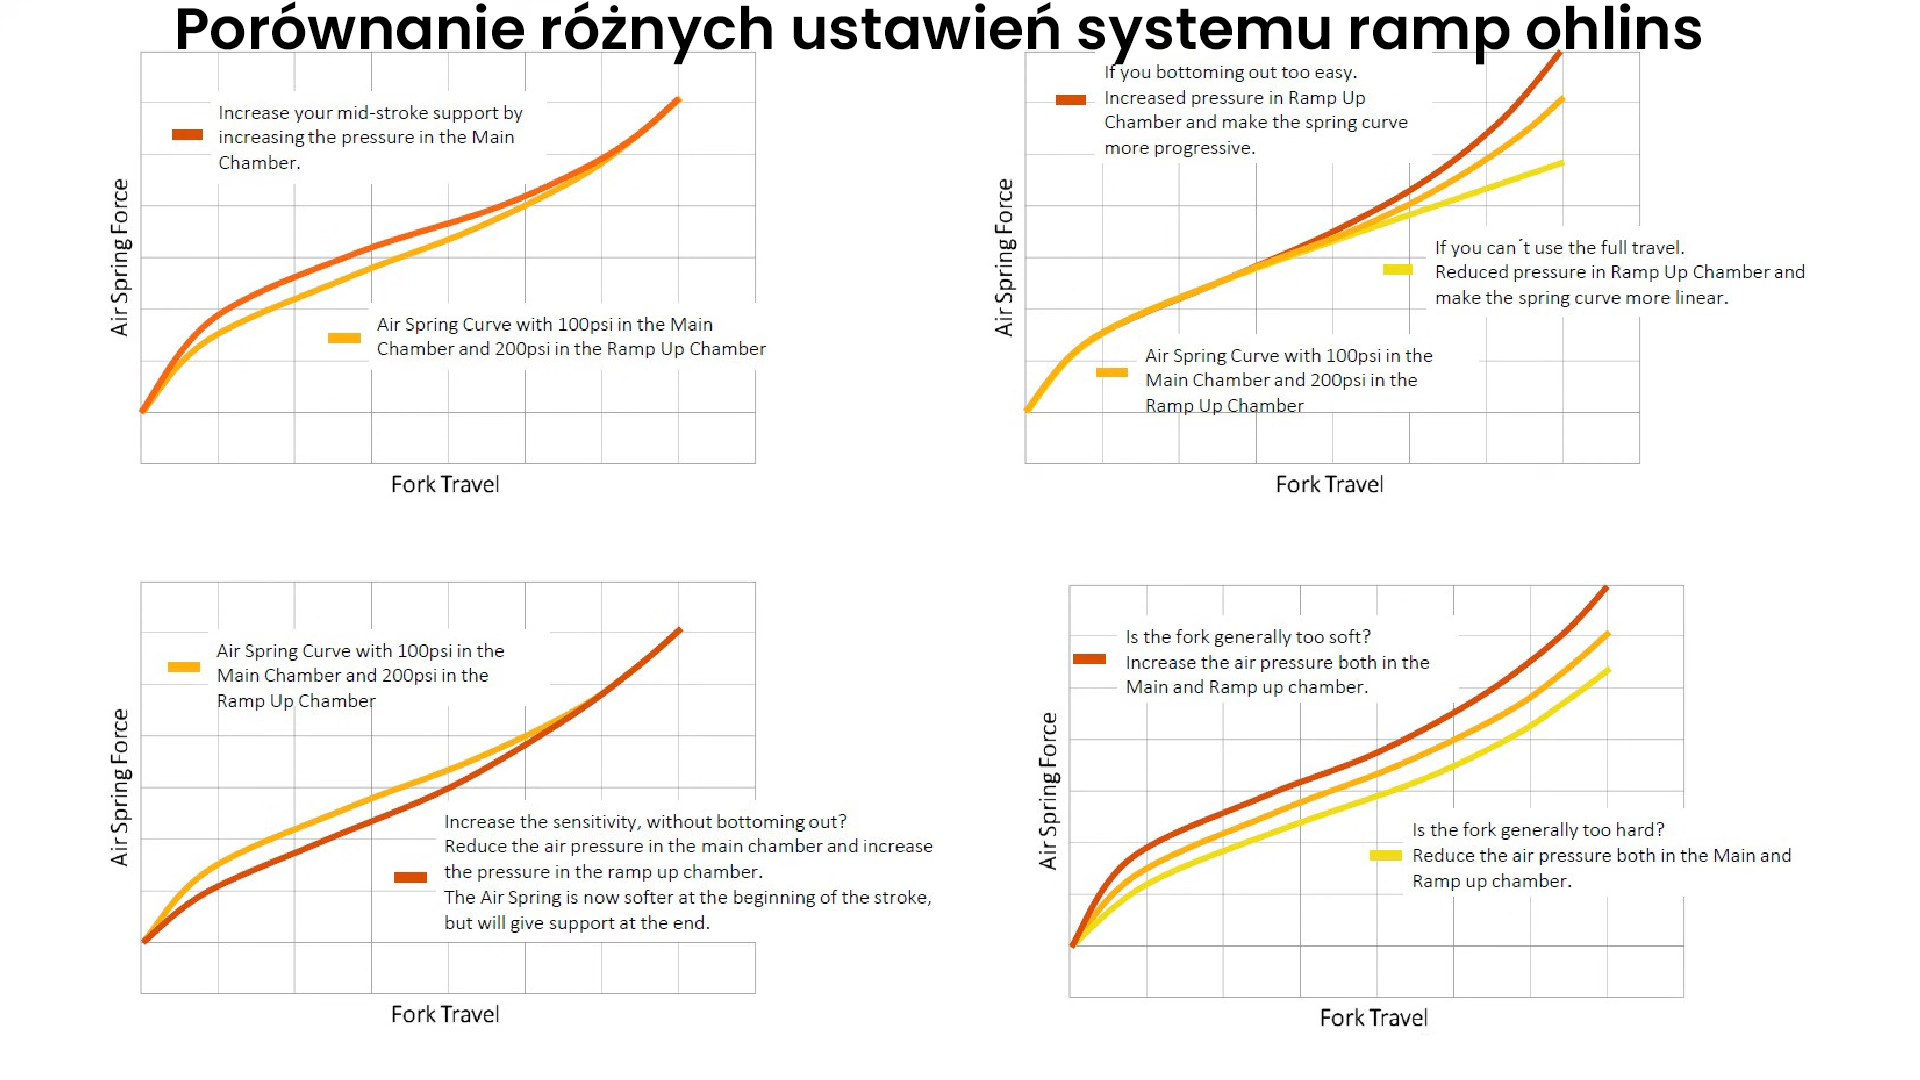 Porównanie różnych ustawień systemu ramp ohlins
Increase your mid-stroke support by
increasing the pressure in the Main
Chamber.
Air Spring Curve with 100psi in the Main
Chamber and 200psi in the Ramp Up Chamber
Air Spring Force
Fork Travel
If you bottoming out too easy.
Increased pressure in Ramp Up
Chamber and make the spring curve
more progressive.
If you can´t use the full travel.
Reduced pressure in Ramp Up Chamber and
make the spring curve more linear.
Air Spring Curve with 100psi in the
Main Chamber and 200psi in the
Ramp Up Chamber
Air Spring Force
Fork Travel
Air Spring Curve with 100psi in the
Main Chamber and 200psi in the
Ramp Up Chamber
Increase the sensitivity, without bottoming out?
Reduce the air pressure in the main chamber and increase
the pressure in the ramp up chamber.
The Air Spring is now softer at the beginning of the stroke,
but will give support at the end.
Air Spring Force
Fork Travel
Is the fork generally too soft?
Increase the air pressure both in the
Main and Ramp up chamber.
Is the fork generally too hard?
Reduce the air pressure both in the Main and
Ramp up chamber.
Air Spring Force
Fork Travel